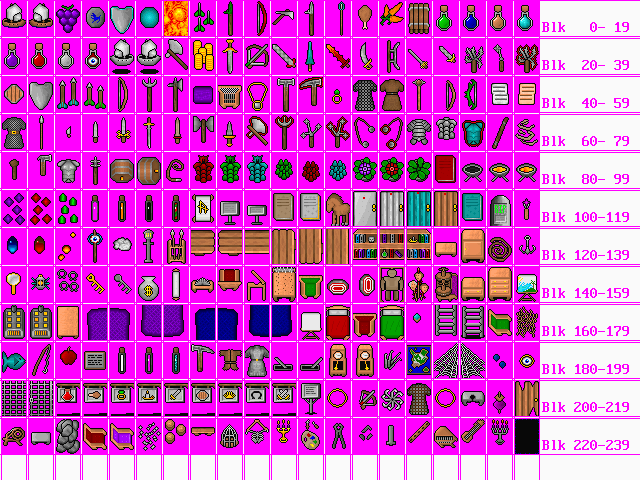 Blk 0- 19
Blk 20- 39
Blk 40- 59
Blk 60- 79
Blk 80- 99
Blk 100-119
Blk 120-139
Blk 140-159
Blk 160-179
Blk 180-199
Blk 200-219
Blk 220-239